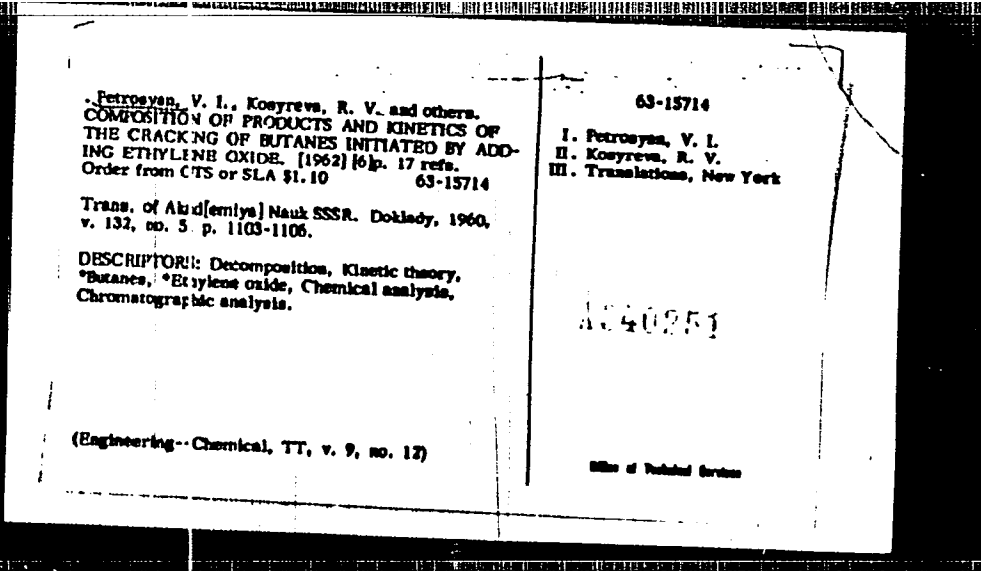 Petrosyan, V. I., Kosyreva, R. V. and others.
COMPOSITION OF PRODUCTS AND KINETICS OF
THE CRACKING OF BUTANES INITIATED BY ADD-
ING ETHYLENE OXIDE. [1962] [6]p. 17 refs.
Order from OTS or SLA $1.10 63-15714
Trans. of Akad[emiya] Nauk SSSR. Doklady, 1960,
v. 132, no. 5 p. 1103-1106.
DESCRIPTORS: Decomposition, Kinetic theory,
*Butanes, *Ethylene oxide, Chemical analysis,
Chromatographic analysis.
(Engineering--Chemical, TT, v. 9, no. 12)
63-15714
I. Petrosyan, V. I.
II. Kosyreva, R. V.
III. Translations, New York
Office of Technical Services